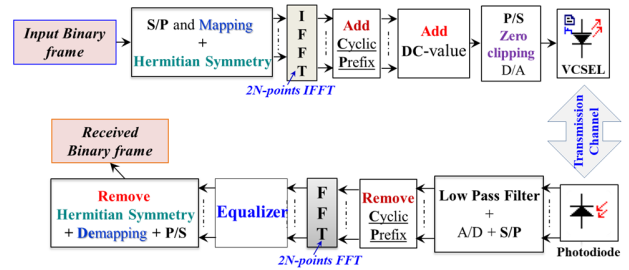 Input Binary
frame
S/P and Mapping
+
Hermitian Symmetry
I
F
F
T
2N-points IFFT
Add
Cyclic
Prefix
Add
DC-value
P/S
Zero
clipping
D/A
VCSEL
Transmission
Channel
Received
Binary frame
Remove
Hermitian Symmetry
+ Demapping + P/S
Equalizer
F
F
T
2N-points FFT
Remove
Cyclic
Prefix
Low Pass Filter
+
A/D + S/P
Photodiode